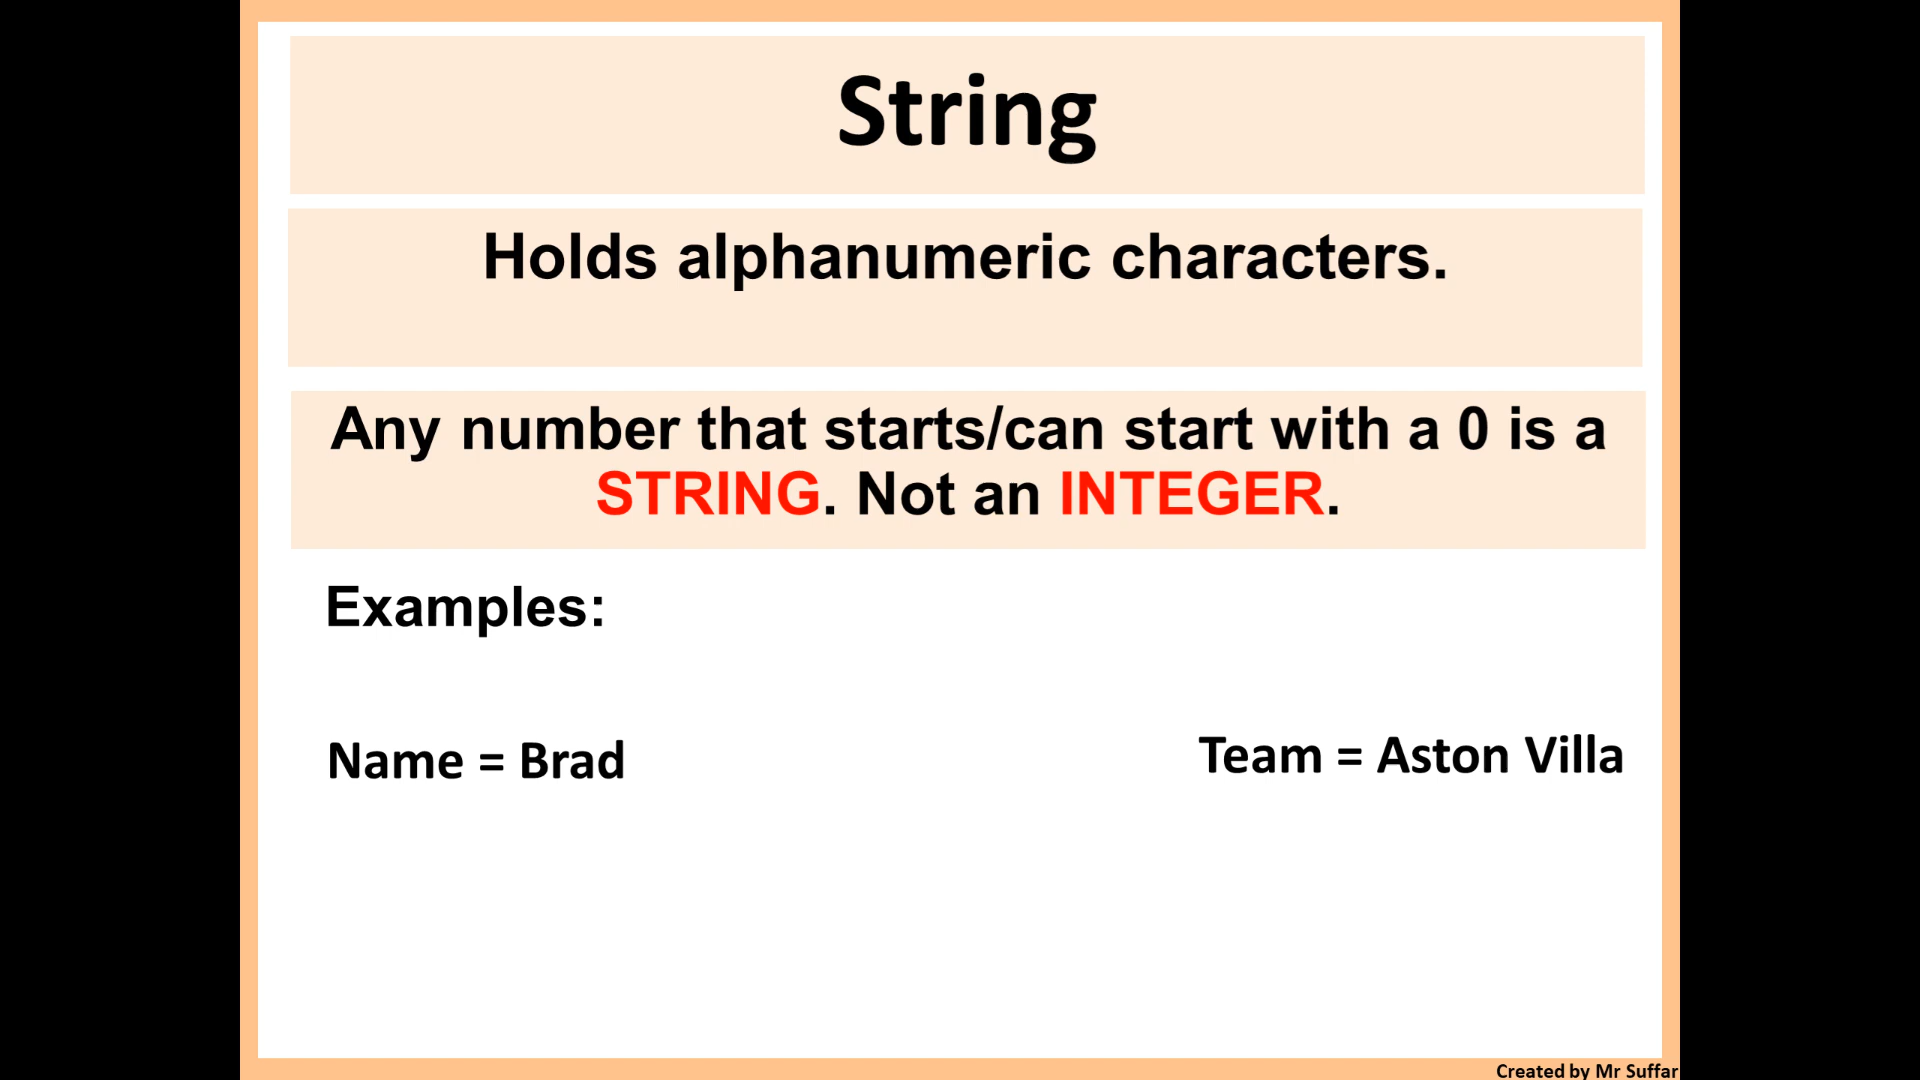 String
Holds alphanumeric characters.
Any number that starts/can start with a 0 is a
STRING. Not an INTEGER.
Examples:
Name = Brad
Team = Aston Villa
Created by Mr Suffar